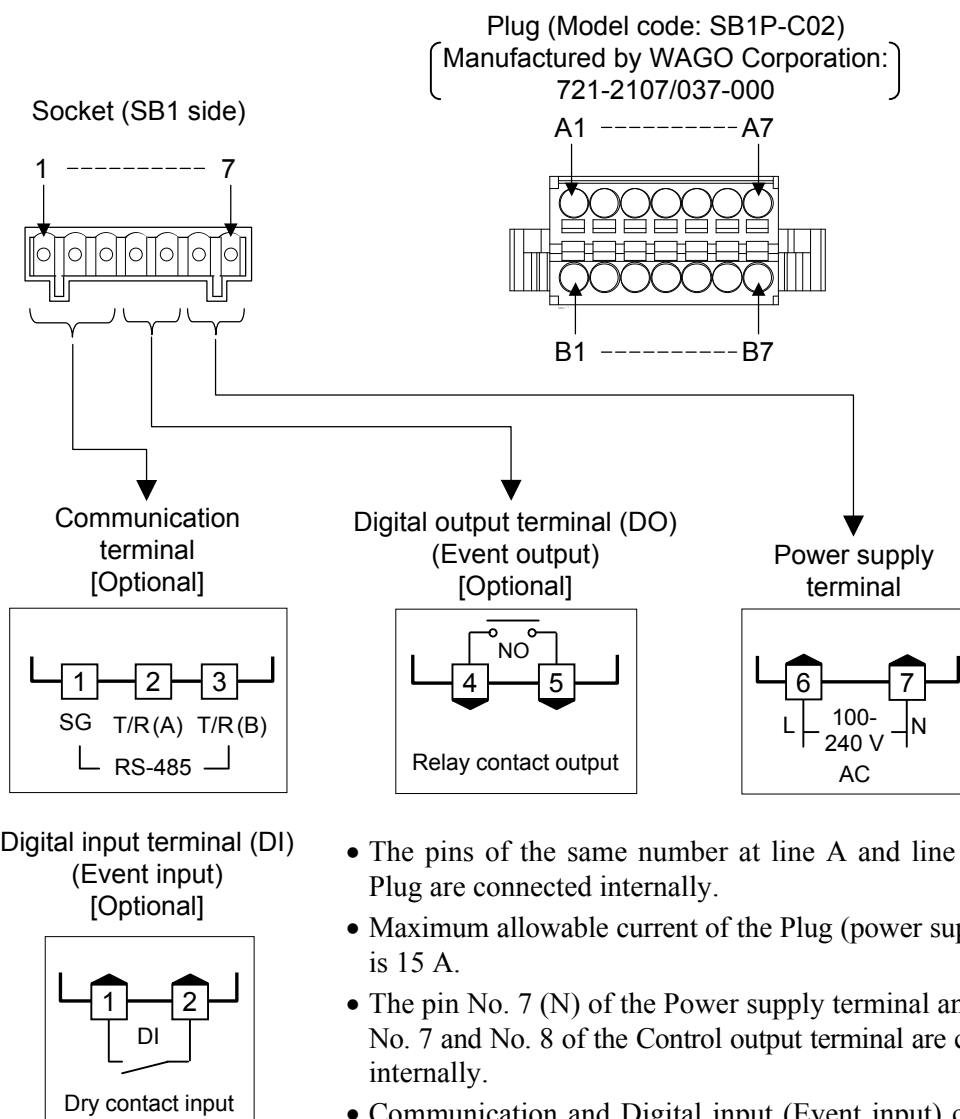 Plug (Model code: SB1P-C02)
Manufactured by WAGO Corporation:
721-2107/037-000
Socket (SB1 side)
A1 A7
1 7
B1 B7
Communication
terminal
[Optional]
Digital output terminal (DO)
(Event output)
[Optional]
Power supply
terminal
1 2 3
SG T/R(A) T/R(B)
RS-485
NO
4 5
Relay contact output
6 7
L 100-
240 V N
AC
Digital input terminal (DI)
(Event input)
[Optional]
1 2
DI
Dry contact input
• The pins of the same number at line A and line
Plug are connected internally.
• Maximum allowable current of the Plug (power
is 15 A.
• The pin No. 7 (N) of the Power supply terminal
No. 7 and No. 8 of the Control output terminal are
internally.
• Communication and Digital input (Event input)